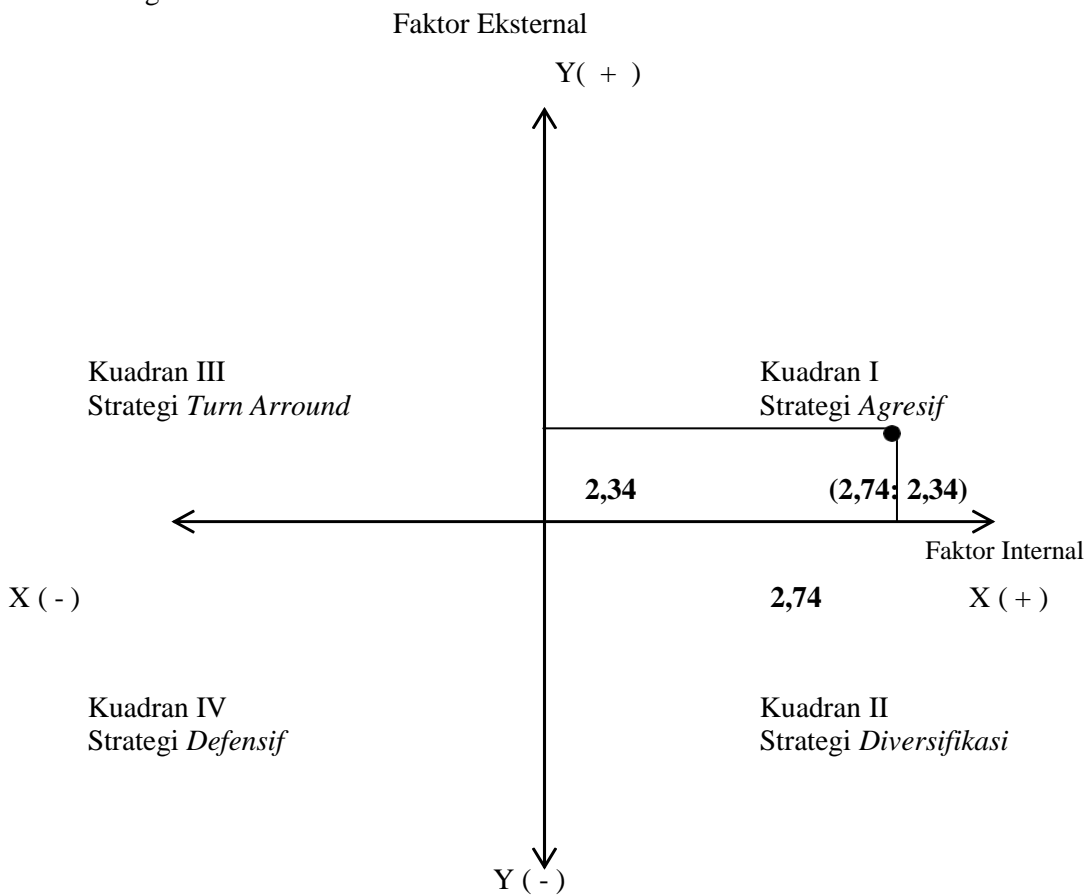 Faktor Eksternal
Y( + )
Kuadran III
Strategi Turn Arround
Kuadran I
Strategi Agresif
2,34
(2,74: 2,34)
Faktor Internal
X ( - )
2,74
X ( + )
Kuadran IV
Strategi Defensif
Kuadran II
Strategi Diversifikasi
Y ( - )